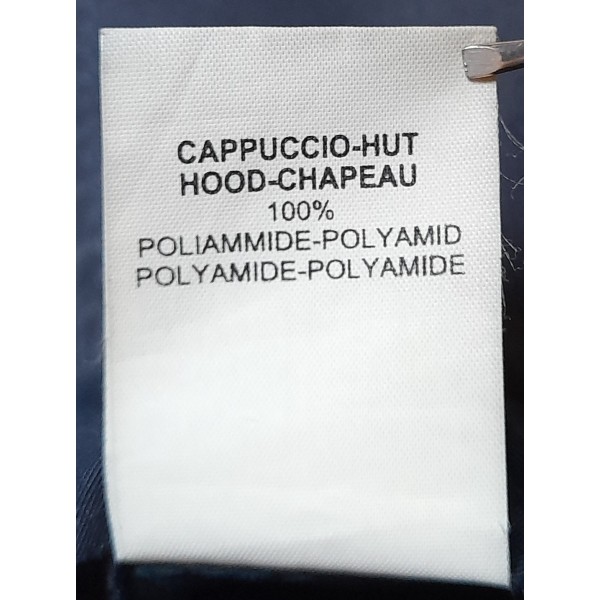 CAPPUCCIO-HUT
HOOD-CHAPEAU
100%
POLIAMMIDE-POLYAMID
POLYAMIDE-POLYAMIDE